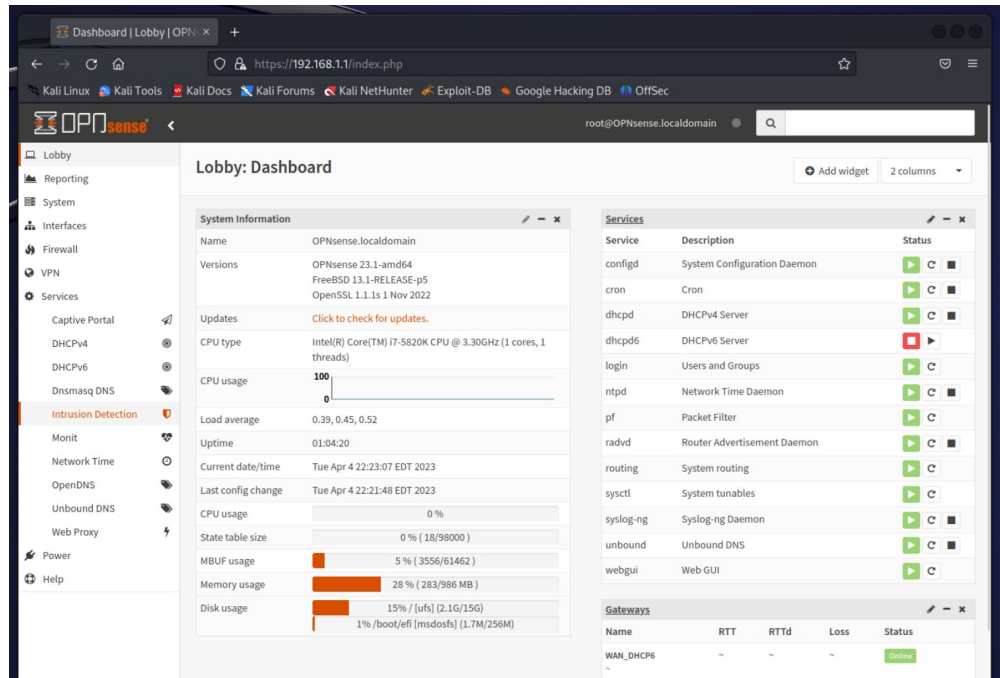 Dashboard | Lobby | OPN
https://192.168.1.1/index.php
Kali Linux Kali Tools Kali Docs Kali Forums Kali NetHunter Exploit-DB Google Hacking DB OffSec
OPNsense
root@OPNsense.localdomain
Lobby
Reporting
System
Interfaces
Firewall
VPN
Services
Captive Portal
DHCPv4
DHCPv6
Dnsmasq DNS
Intrusion Detection
Monit
Network Time
OpenDNS
Unbound DNS
Web Proxy
Power
Help
Lobby: Dashboard
Add widget 2 columns
System Information
Name OPNsense.localdomain
Versions OPNsense 23.1-amd64
FreeBSD 13.1-RELEASE-p5
OpenSSL 1.1.1s 1 Nov 2022
Updates Click to check for updates.
CPU type Intel(R) Core(TM) i7-5820K CPU @ 3.30GHz (1 cores, 1
threads)
CPU usage 100
0
Load average 0.39, 0.45, 0.52
Uptime 01:04:20
Current date/time Tue Apr 4 22:23:07 EDT 2023
Last config change Tue Apr 4 22:21:48 EDT 2023
CPU usage 0 %
State table size 0 % ( 18/98000 )
MBUF usage 5 % ( 3556/61462 )
Memory usage 28 % ( 283/986 MB )
Disk usage 15% / [ufs] (2.1G/15G)
1% /boot/efi [msdosfs] (1.7M/256M)
Services
Service Description Status
configd System Configuration Daemon
cron Cron
dhcpd DHCPv4 Server
dhcpd6 DHCPv6 Server
login Users and Groups
ntpd Network Time Daemon
pf Packet Filter
radvd Router Advertisement Daemon
routing System routing
sysctl System tunables
syslog-ng Syslog-ng Daemon
unbound Unbound DNS
webgui Web GUI
Gateways
Name RTT RTTd Loss Status
WAN_DHCP6 ~ ~ ~ Online
~